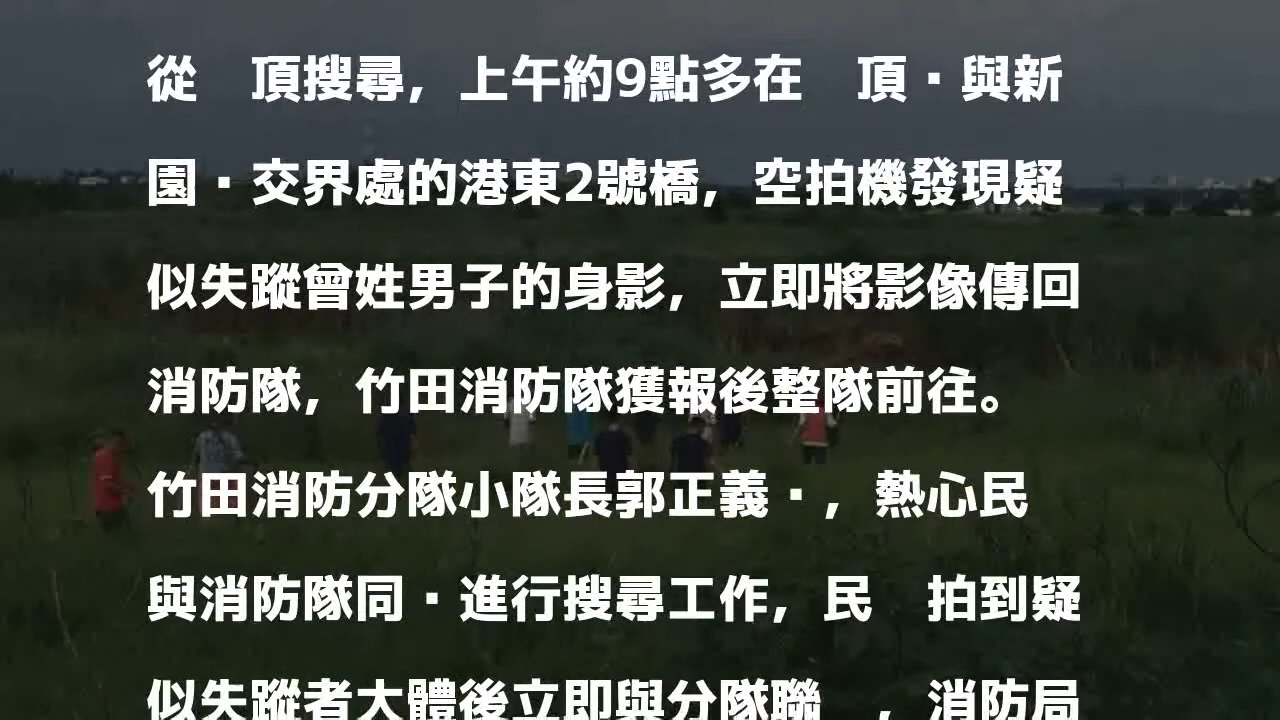 從　頂搜尋，上午約9點多在　頂▪與新
園▪交界處的港東2號橋，空拍機發現疑
似失蹤曾姓男子的身影，立即將影像傳回
消防隊，竹田消防隊獲報後整隊前往。
竹田消防分隊小隊長郭正義▪，熱心民
與消防隊同▪進行搜尋工作，民　拍到疑
似失蹤者大體後立即與分隊聯　，消防局